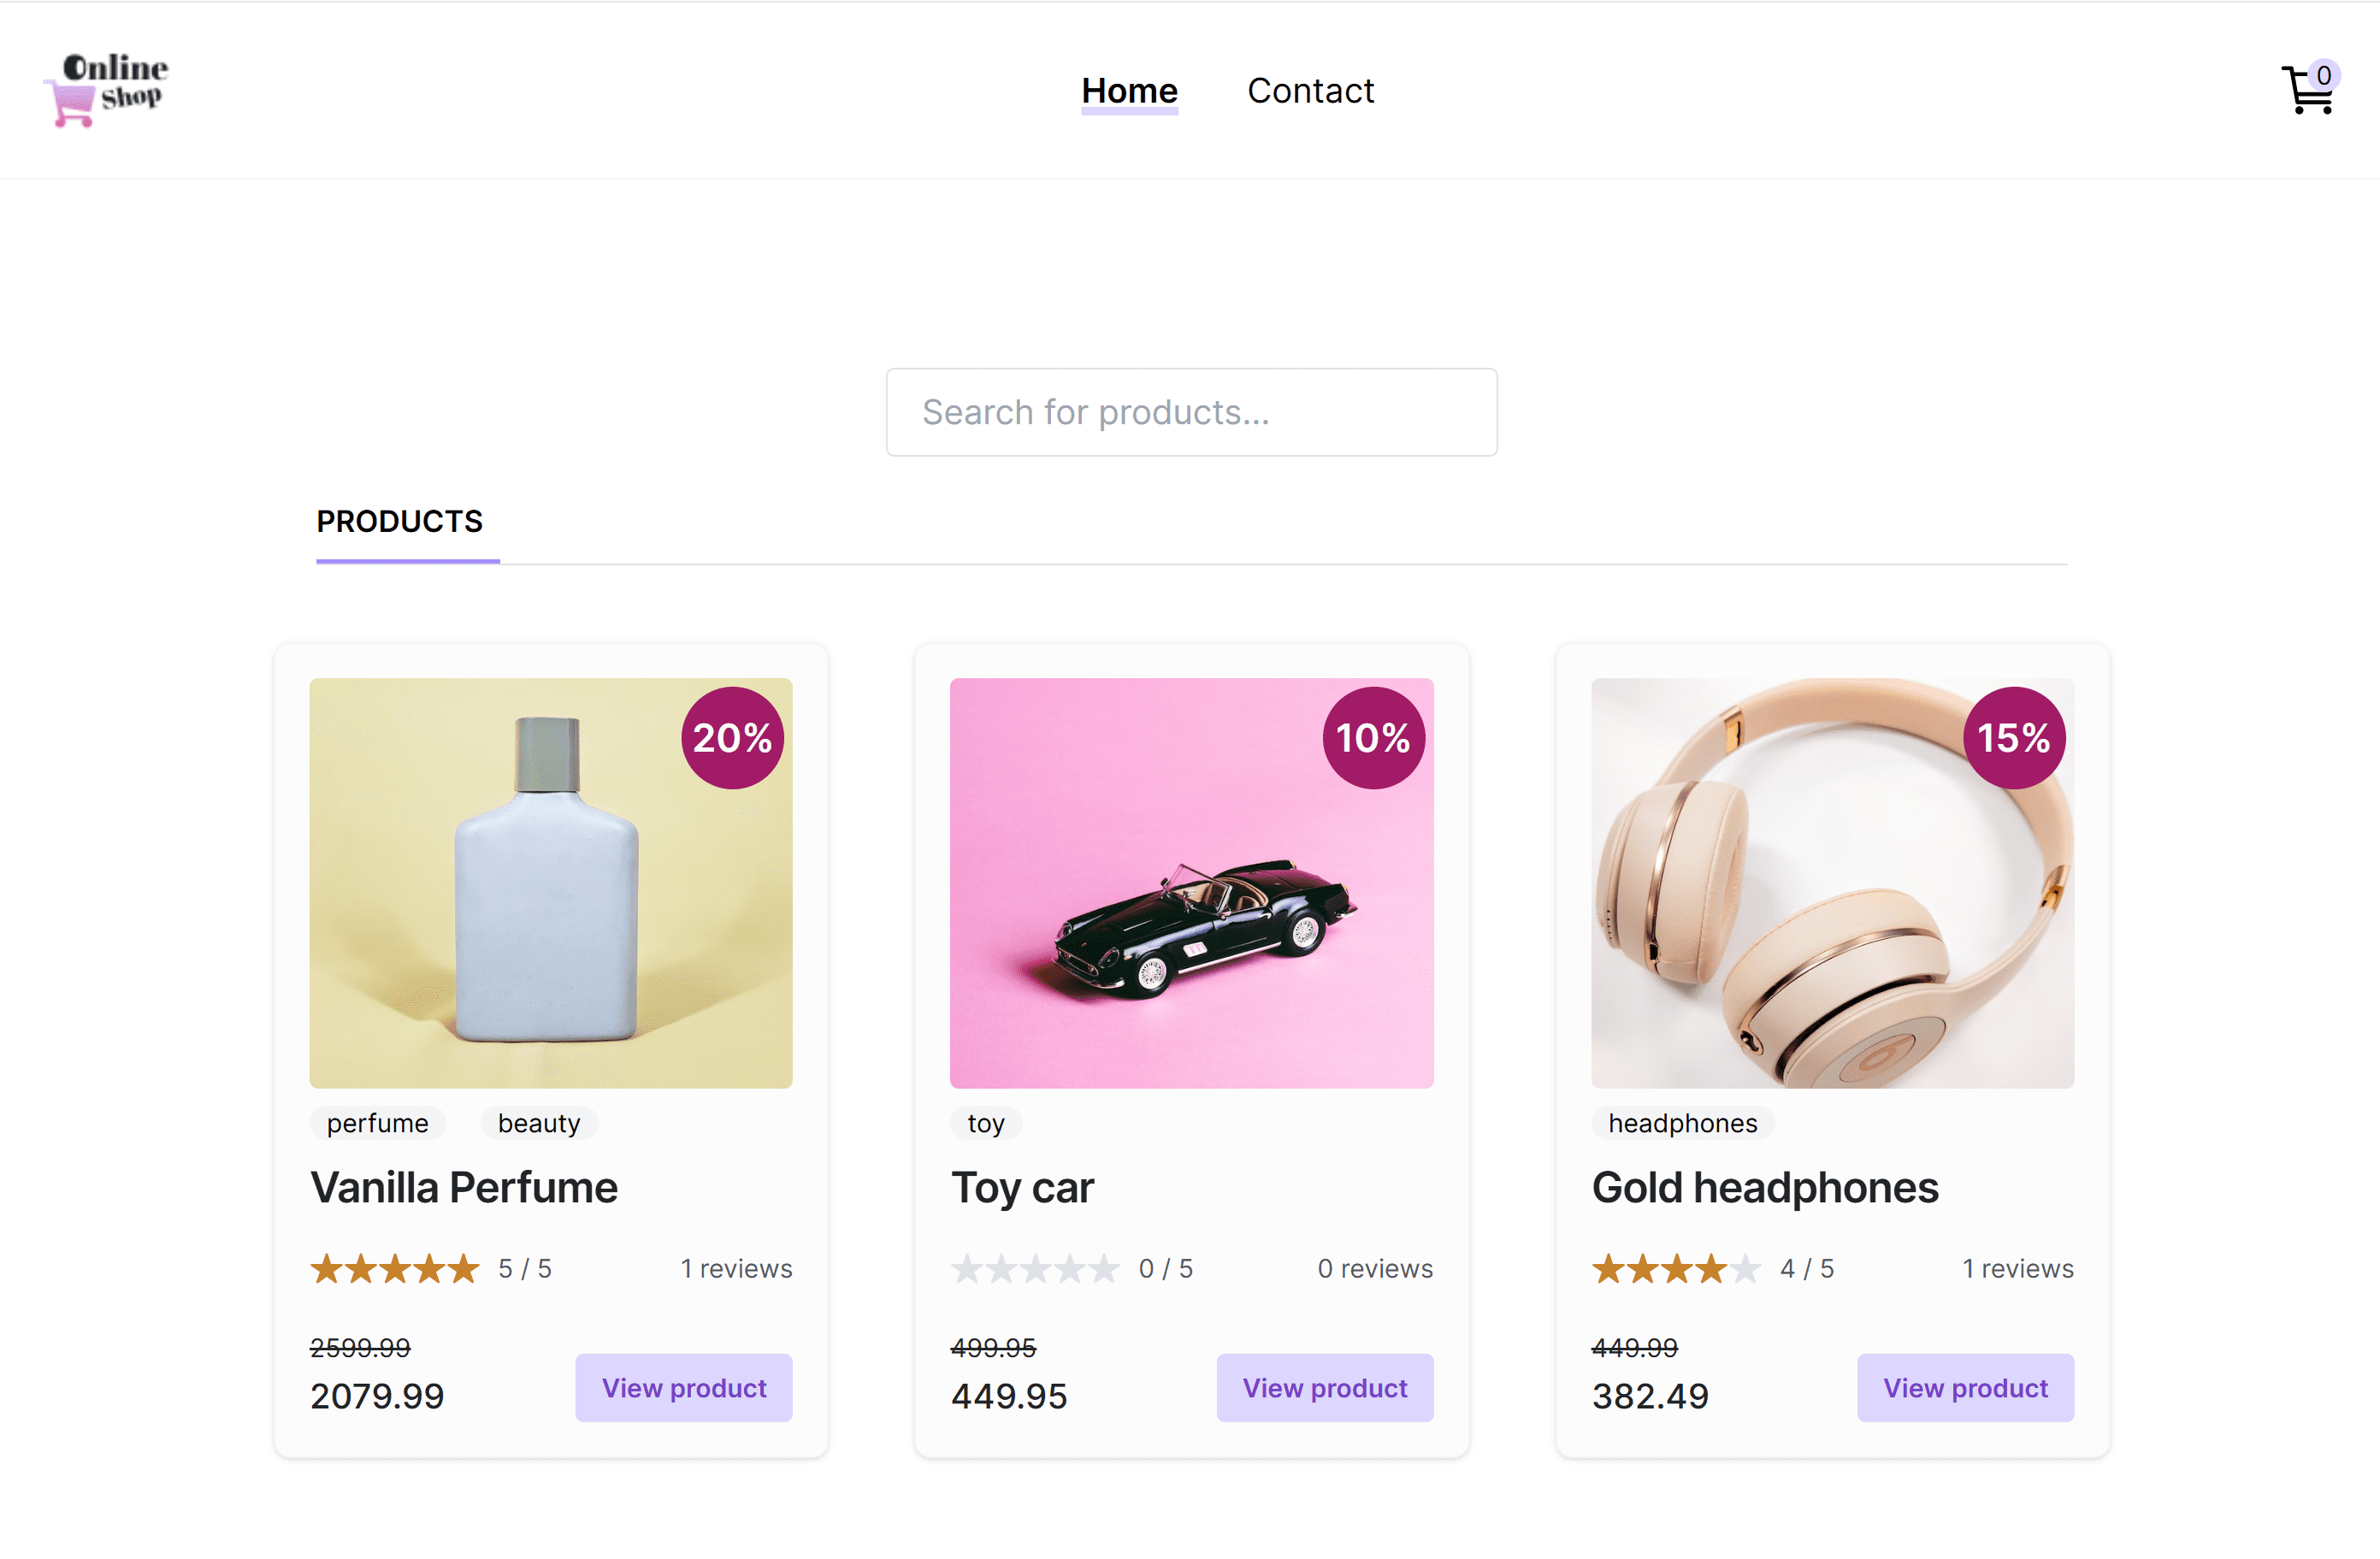 Online
Shop
Home
Contact
0
Search for products...
PRODUCTS
20%
perfume
beauty
Vanilla Perfume
5 / 5
1 reviews
2599.99
2079.99
View product
10%
toy
Toy car
0 / 5
0 reviews
499.95
449.95
View product
15%
headphones
Gold headphones
4 / 5
1 reviews
449.99
382.49
View product